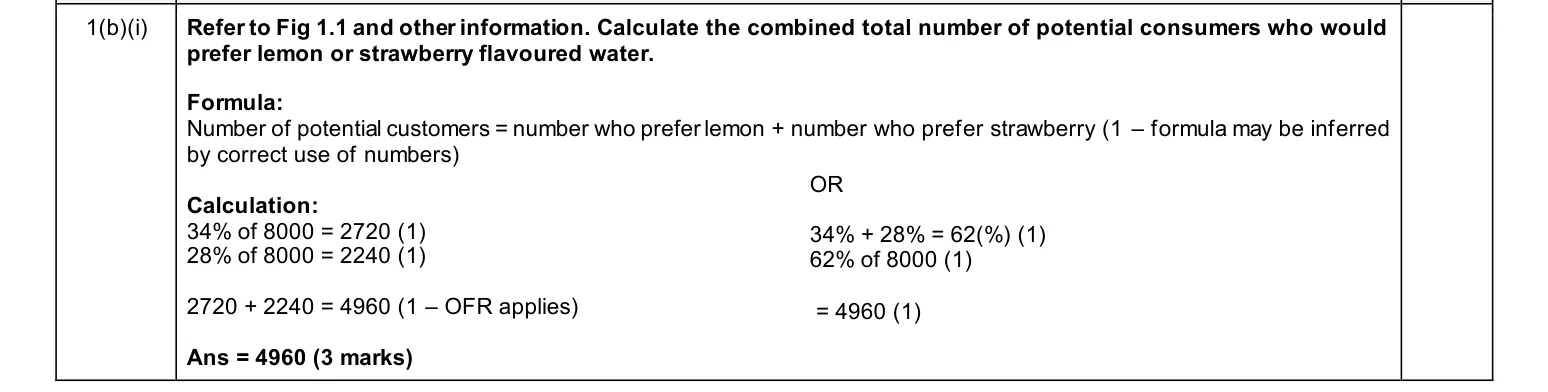 1(b)(i)
Refer to Fig 1.1 and other information. Calculate the combined total number of potential consumers who would
prefer lemon or strawberry flavoured water.
Formula:
Number of potential customers = number who prefer lemon + number who prefer strawberry (1 – formula may be inferred
by correct use of numbers)
Calculation:
34% of 8000 = 2720 (1)
28% of 8000 = 2240 (1)
2720 + 2240 = 4960 (1 – OFR applies)
OR
34% + 28% = 62(%) (1)
62% of 8000 (1)
= 4960 (1)
Ans = 4960 (3 marks)